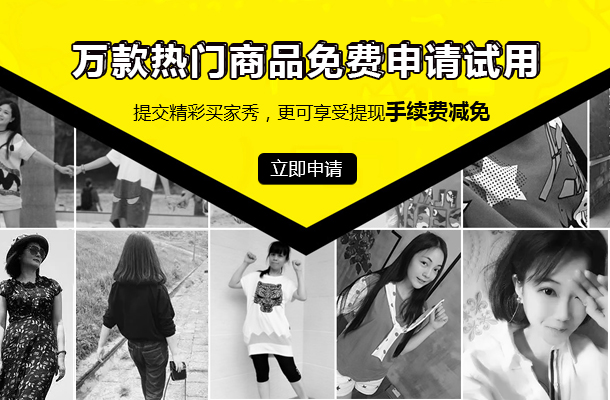 万款热门商品免费申请试用
提交精彩买家秀，更可享受提现手续费减免
立即申请